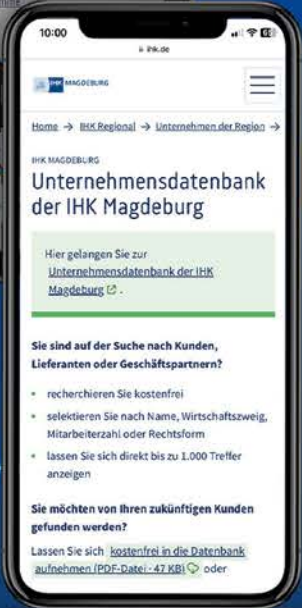 10:00
ihk.de
IHK MAGDEBURG
Home → IHK Regional → Unternehmen der Region →
IHK MAGDEBURG
Unternehmensdatenbank
der IHK Magdeburg
Hier gelangen Sie zur
Unternehmensdatenbank der IHK
Magdeburg .
Sie sind auf der Suche nach Kunden,
Lieferanten oder Geschäftspartnern?
• recherchieren Sie kostenfrei
• selektieren Sie nach Name, Wirtschaftszweig,
Mitarbeiterzahl oder Rechtsform
• lassen Sie sich direkt bis zu 1.000 Treffer
anzeigen
Sie möchten von Ihren zukünftigen Kunden
gefunden werden?
Lassen Sie sich kostenfrei in die Datenbank
aufnehmen (PDF-Datei · 47 KB) oder